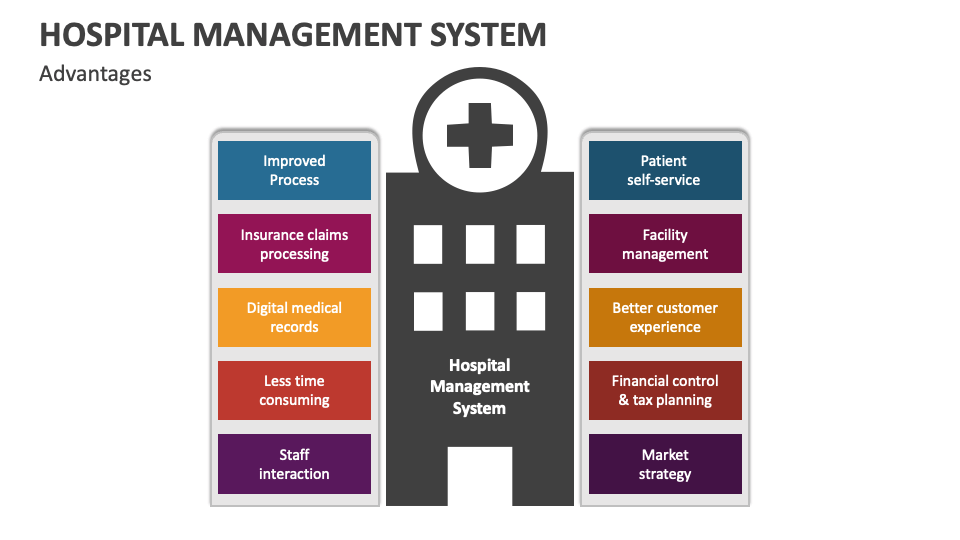 HOSPITAL MANAGEMENT SYSTEM
Advantages
Improved
Process
Insurance claims
processing
Digital medical
records
Less time
consuming
Staff
interaction
Hospital
Management
System
Patient
self-service
Facility
management
Better customer
experience
Financial control
& tax planning
Market
strategy